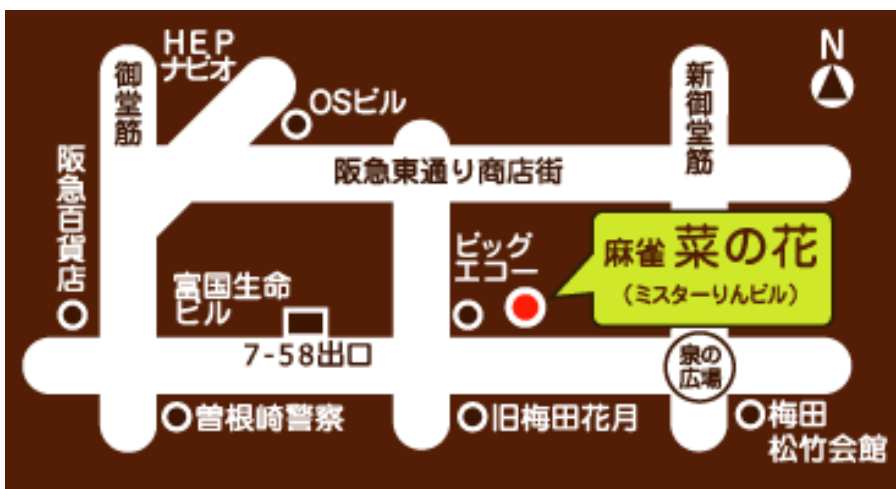 HEP
ナビオ
御堂筋
OSビル
新御堂筋
N
阪急東通り商店街
阪急百貨店
麻雀 菜の花
(ミスターりんビル)
ビッグ
エコー
富国生命
ビル
7-58出口
泉の
広場
曽根崎警察
旧梅田花月
梅田
松竹会館